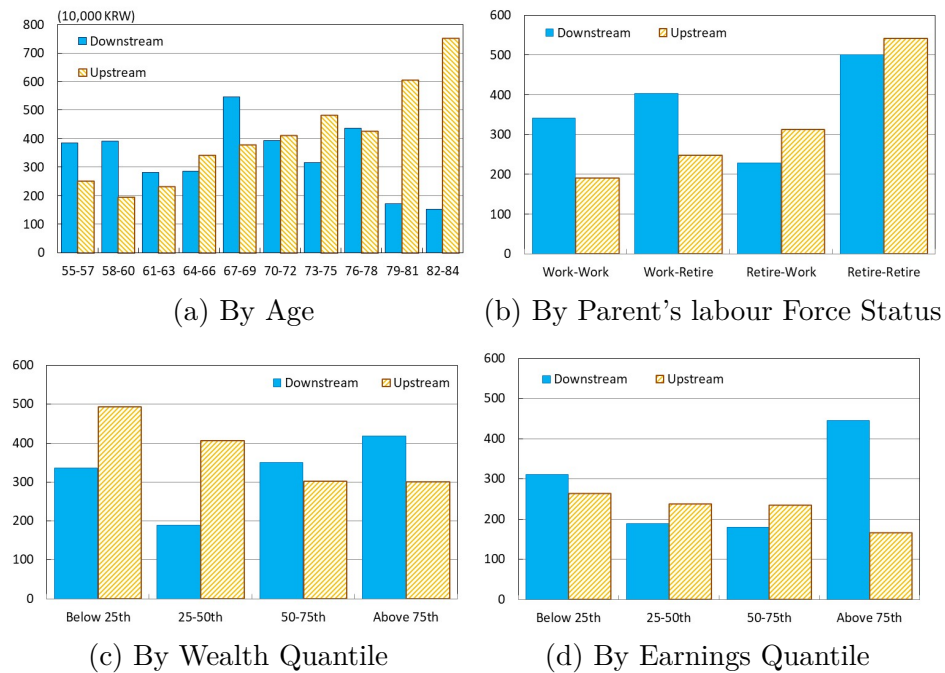 (10,000 KRW)
800
700
600
500
400
300
200
100
0
Downstream
Upstream
55-57 58-60 61-63 64-66 67-69 70-72 73-75 76-78 79-81 82-84
(a) By Age
600
500
400
300
200
100
0
Downstream Upstream
Work-Work Work-Retire Retire-Work Retire-Retire
(b) By Parent's labour Force Status
600
500
400
300
200
100
0
Downstream Upstream
Below 25th 25-50th 50-75th Above 75th
(c) By Wealth Quantile
600
500
400
300
200
100
0
Downstream Upstream
Below 25th 25-50th 50-75th Above 75th
(d) By Earnings Quantile